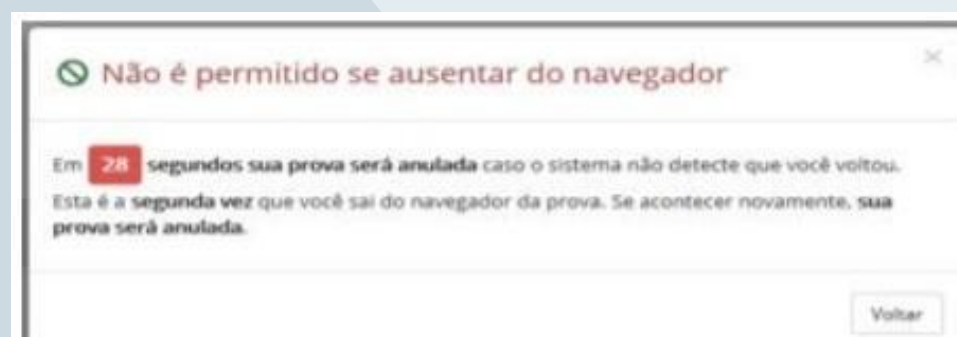 Não é permitido se ausentar do navegador
Em 28 segundos sua prova será anulada caso o sistema não detecte que você voltou.
Esta é a segunda vez que você sai do navegador da prova. Se acontecer novamente, sua
prova será anulada.
Voltar